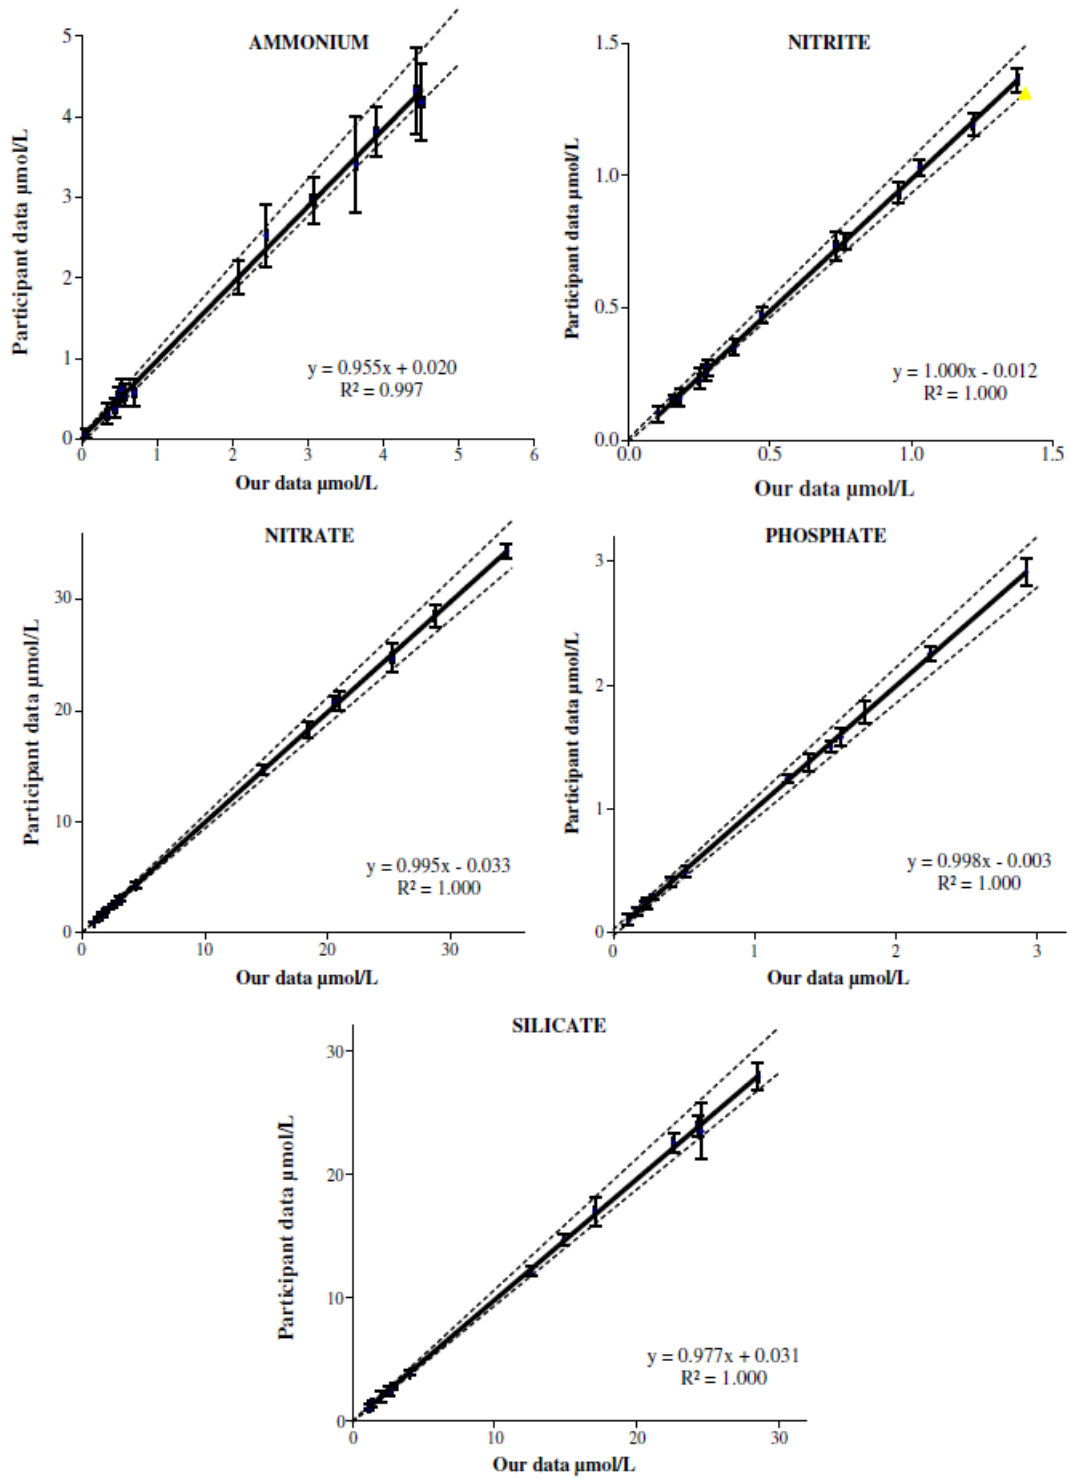 AMMONIUM
5
4
3
2
1
0
Participant data µmol/L
y = 0.955x + 0.020
R² = 0.997
0 1 2 3 4 5 6
Our data µmol/L
NITRITE
1.5
1.0
0.5
0.0
Participant data µmol/L
y = 1.000x - 0.012
R² = 1.000
0.0 0.5 1.0 1.5
Our data µmol/L
NITRATE
30
20
10
0
Participant data µmol/L
y = 0.995x - 0.033
R² = 1.000
0 10 20 30
Our data µmol/L
PHOSPHATE
3
2
1
0
Participant data µmol/L
y = 0.998x - 0.003
R² = 1.000
0 1 2 3
Our data µmol/L
SILICATE
30
20
10
0
Participant data µmol/L
y = 0.977x + 0.031
R² = 1.000
0 10 20 30
Our data µmol/L